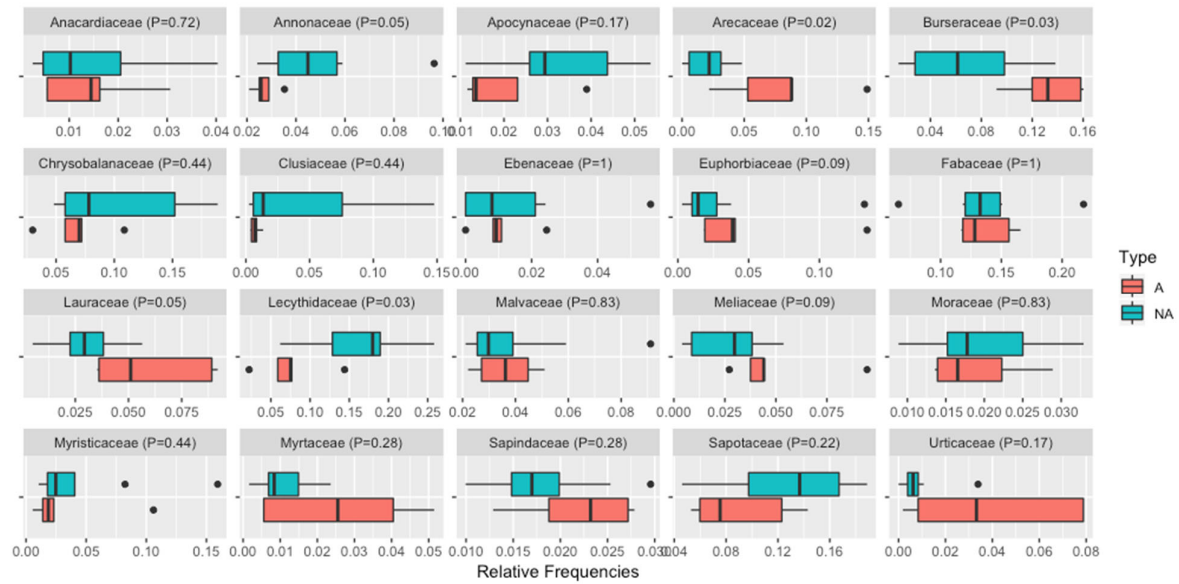 Anacardiaceae (P=0.72) Annonaceae (P=0.05) Apocynaceae (P=0.17) Arecaceae (P=0.02) Burseraceae (P=0.03)
0.01 0.02 0.03 0.04 0.02 0.04 0.06 0.08 0.10 0.01 0.02 0.03 0.04 0.05 0.00 0.05 0.10 0.15 0.04 0.08 0.12 0.16
Chrysobalanaceae (P=0.44) Clusiaceae (P=0.44) Ebenaceae (P=1) Euphorbiaceae (P=0.09) Fabaceae (P=1)
0.05 0.10 0.15 0.00 0.05 0.10 0.15 0.00 0.02 0.04 0.00 0.05 0.10 0.10 0.15 0.20
Type
A
NA
Lauraceae (P=0.05) Lecythidaceae (P=0.03) Malvaceae (P=0.83) Meliaceae (P=0.09) Moraceae (P=0.83)
0.025 0.050 0.075 0.05 0.10 0.15 0.20 0.25 0.02 0.04 0.06 0.08 0.000 0.025 0.050 0.075 0.010 0.015 0.020 0.025 0.030
Myristicaceae (P=0.44) Myrtaceae (P=0.28) Sapindaceae (P=0.28) Sapotaceae (P=0.22) Urticaceae (P=0.17)
0.00 0.05 0.10 0.15 0.00 0.01 0.02 0.03 0.04 0.05 0.010 0.015 0.020 0.025 0.030 0.04 0.08 0.12 0.16 0.00 0.02 0.04 0.06 0.08
Relative Frequencies